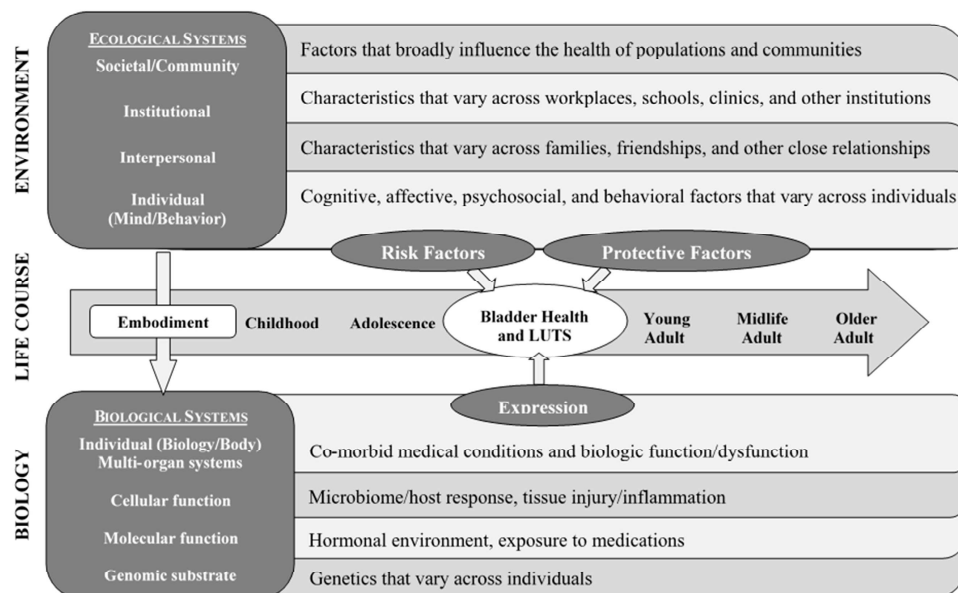 ENVIRONMENT
ECOLOGICAL SYSTEMS
Societal/Community
Factors that broadly influence the health of populations and communities
Institutional
Characteristics that vary across workplaces, schools, clinics, and other institutions
Interpersonal
Characteristics that vary across families, friendships, and other close relationships
Individual
(Mind/Behavior)
Cognitive, affective, psychosocial, and behavioral factors that vary across individuals
Risk Factors
Protective Factors
LIFE COURSE
Embodiment
Childhood
Adolescence
Bladder Health
and LUTS
Young
Adult
Midlife
Adult
Older
Adult
Expression
BIOLOGY
BIOLOGICAL SYSTEMS
Individual (Biology/Body)
Multi-organ systems
Co-morbid medical conditions and biologic function/dysfunction
Cellular function
Microbiome/host response, tissue injury/inflammation
Molecular function
Hormonal environment, exposure to medications
Genomic substrate
Genetics that vary across individuals